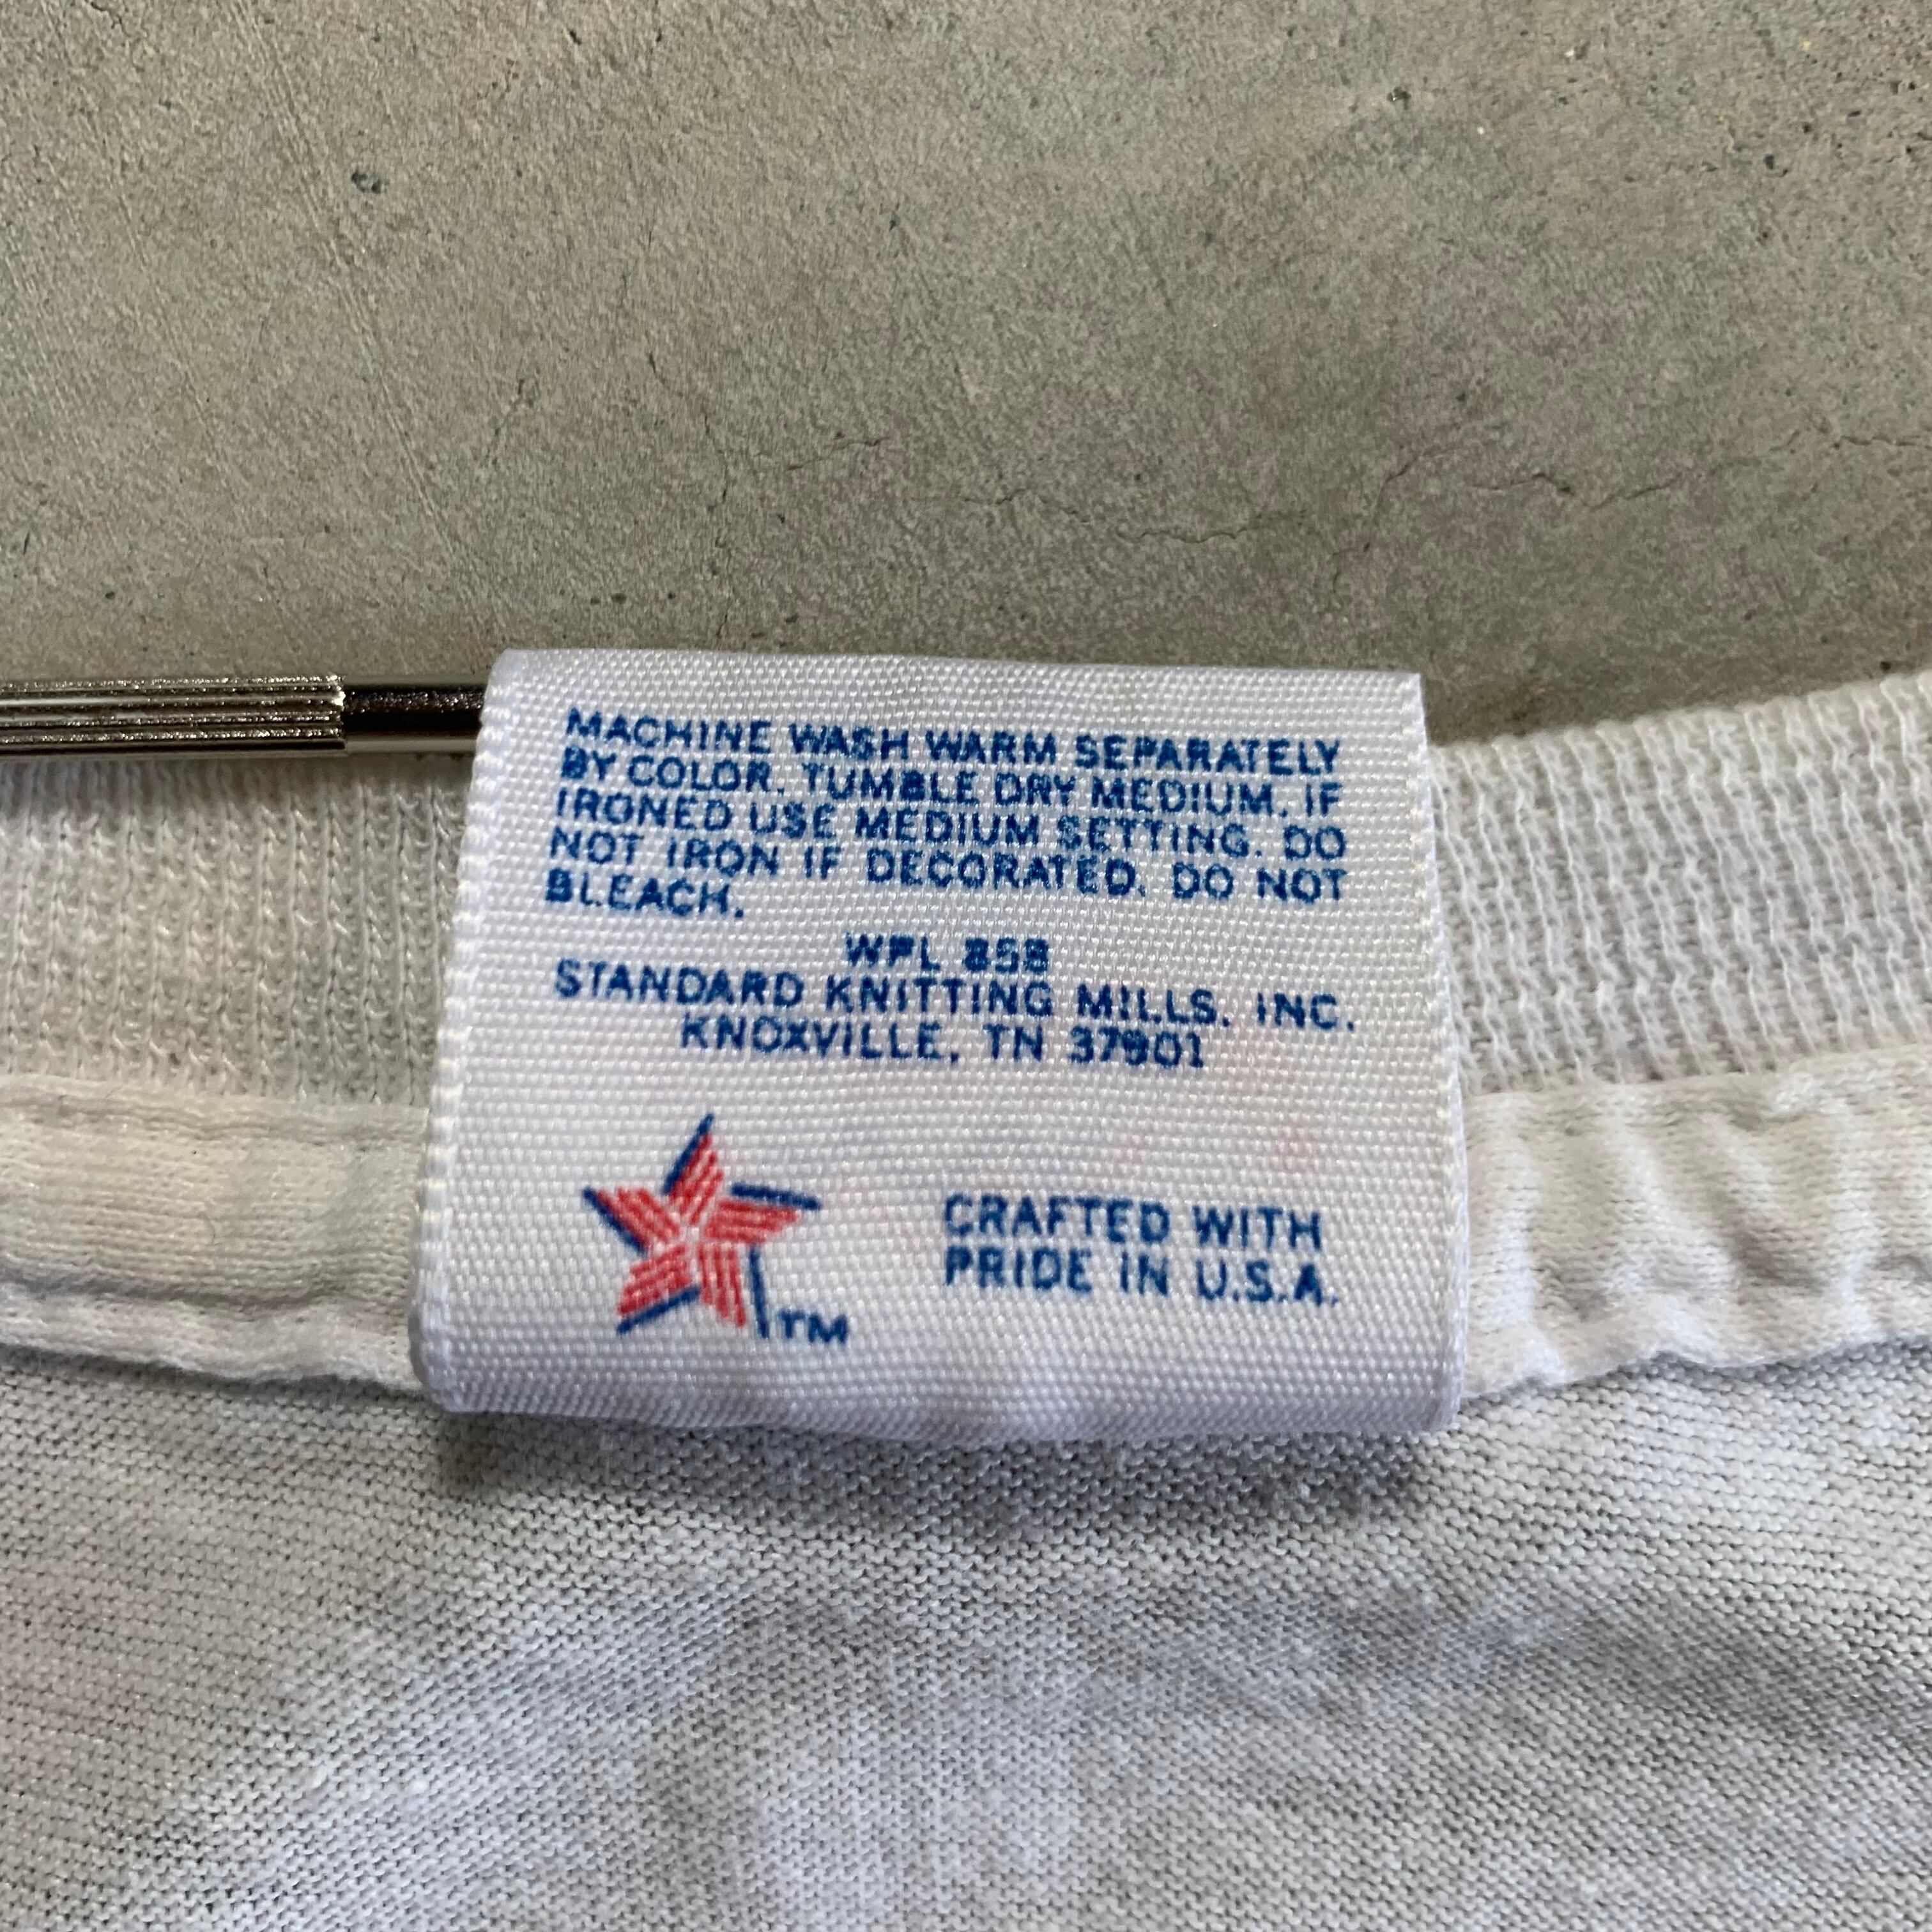 MACHINE WASH WARM SEPARATELY
BY COLOR. TUMBLE DRY MEDIUM. IF
IRONED USE MEDIUM SETTING. DO
NOT IRON IF DECORATED. DO NOT
BLEACH.
WPL 858
STANDARD KNITTING MILLS, INC.
KNOXVILLE, TN 37901
TM
CRAFTED WITH
PRIDE IN U.S.A.